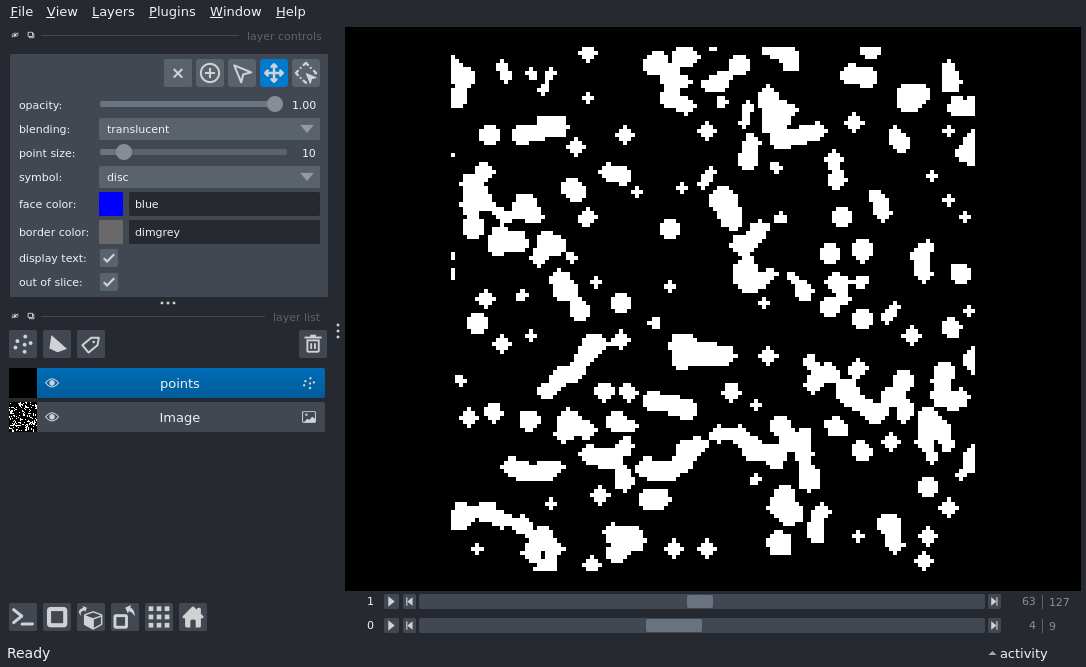 File View Layers Plugins Window Help
layer controls
opacity: 1.00
blending: translucent
point size: 10
symbol: disc
face color: blue
border color: dimgrey
display text:
out of slice:
layer list
points
Image
1 63 127
0 4 9
Ready activity